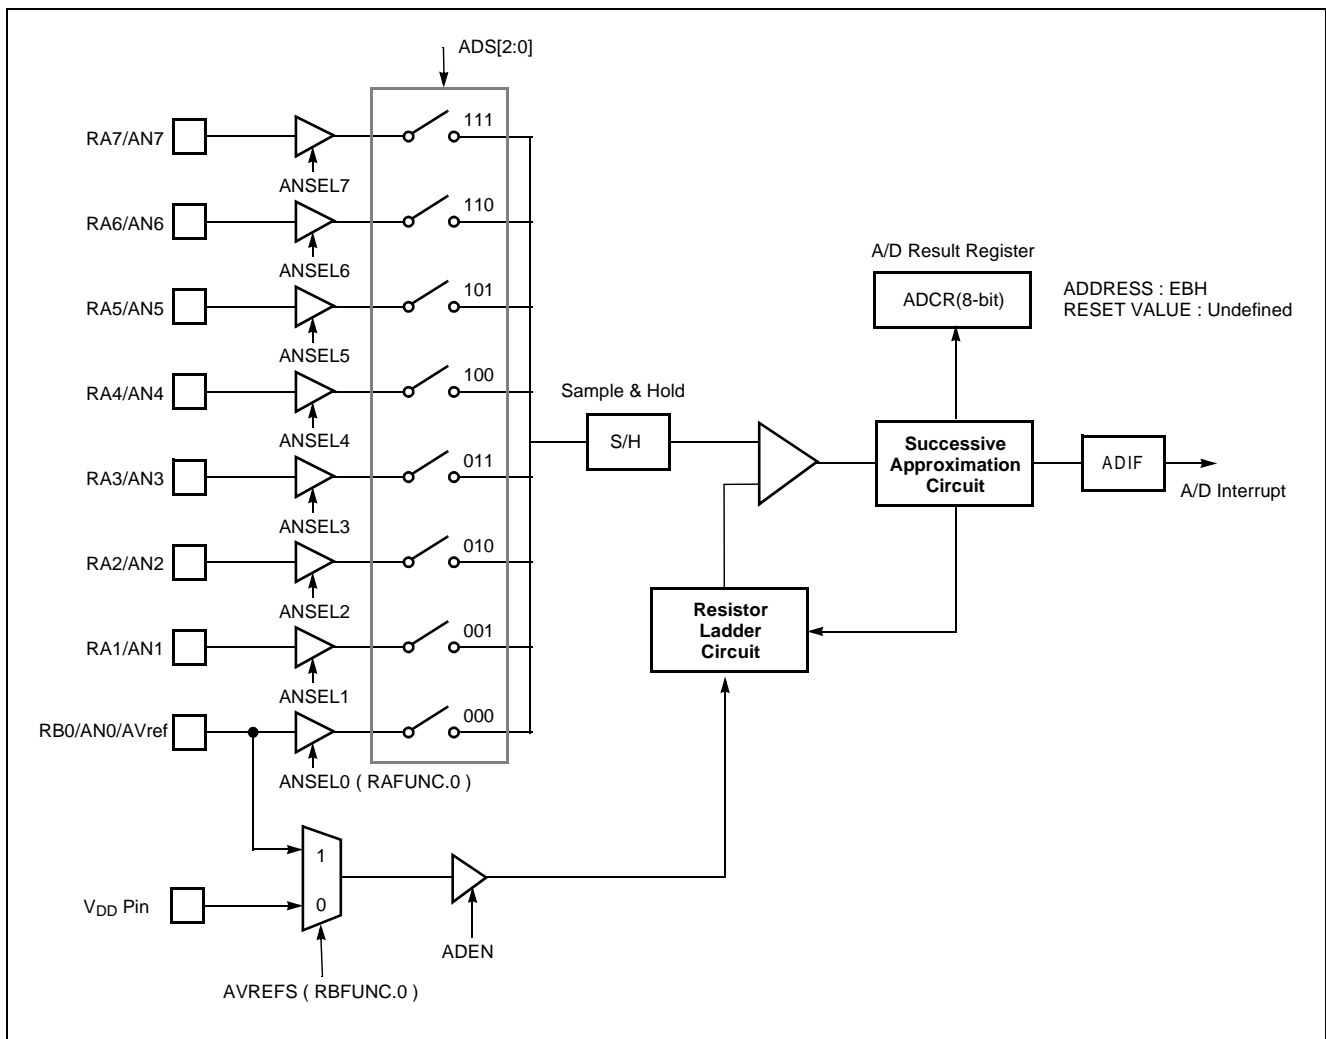 ADS[2:0]
RA7/AN7
111
ANSEL7
RA6/AN6
110
ANSEL6
RA5/AN5
101
ANSEL5
RA4/AN4
100
ANSEL4
RA3/AN3
011
ANSEL3
RA2/AN2
010
ANSEL2
RA1/AN1
001
ANSEL1
RB0/AN0/AVref
000
ANSEL0 ( RAFUNC.0 )
Sample & Hold
S/H
A/D Result Register
ADCR(8-bit)
ADDRESS : EBH
RESET VALUE : Undefined
Successive
Approximation
Circuit
ADIF
A/D Interrupt
Resistor
Ladder
Circuit
1
0
VDD Pin
ADEN
AVREFS ( RBFUNC.0 )